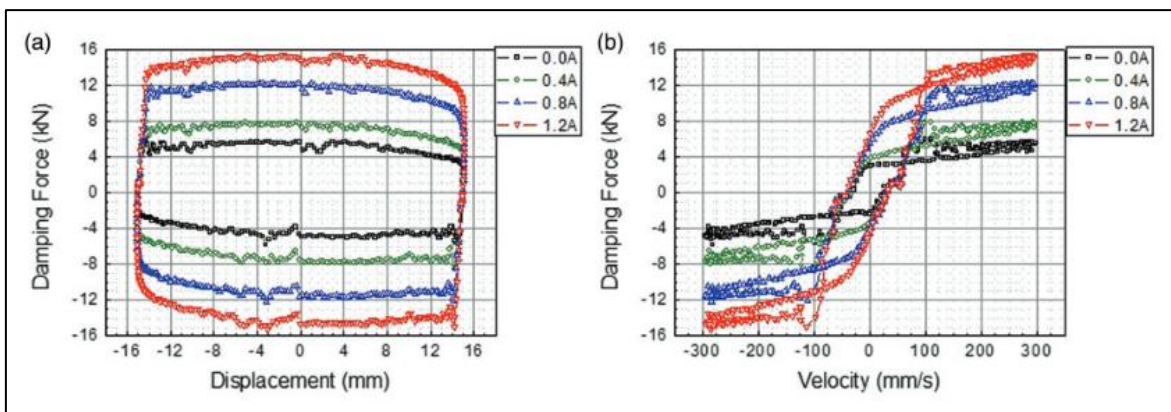 (a)
16
12
8
4
0
-4
-8
-12
-16
-16 -12 -8 -4 0 4 8 12 16
Damping Force (kN)
Displacement (mm)
0.0A
0.4A
0.8A
1.2A
(b)
16
12
8
4
0
-4
-8
-12
-16
-300 -200 -100 0 100 200 300
Damping Force (kN)
Velocity (mm/s)
0.0A
0.4A
0.8A
1.2A